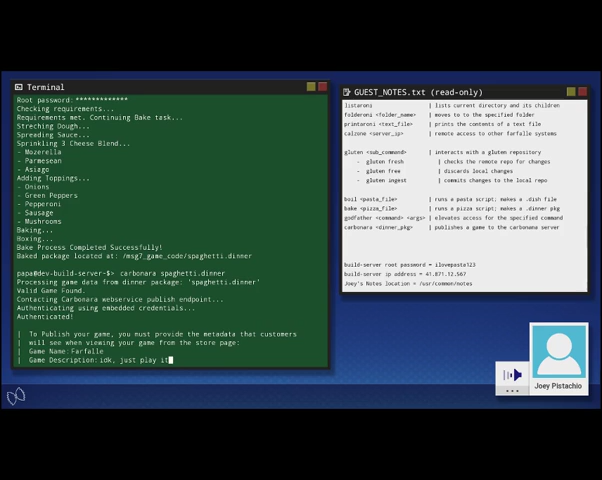 Terminal
Root password: *************
Checking requirements...
Requirements met. Continuing Bake task...
Streching Dough...
Spreading Sauce...
Sprinkling 3 Cheese Blend...
- Mozerella
- Parmesean
- Asiago
Adding Toppings...
- Onions
- Green Peppers
- Pepperoni
- Sausage
- Mushrooms
Baking...
Boxing...
Bake Process Completed Successfully!
Baked package located at: /msg7_game_code/spaghetti.dinner
papa@dev-build-server~$> carbonara spaghetti.dinner
Processing game data from dinner package: 'spaghetti.dinner'
Valid Game Found.
Contacting Carbonara webservice publish endpoint...
Authenticating using embedded credentials...
Authenticated!
| To Publish your game, you must provide the metadata that customers
| will see when viewing your game from the store page:
| Game Name: Farfalle
| Game Description: idk, just play it
GUEST_NOTES.txt (read-only)
listaroni | lists current directory and its children
folderoni <folder_name> | moves to to the specified folder
printaroni <text_file> | prints the contents of a text file
calzone <server_ip> | remote access to other farfalle systems
gluten <sub_command> | interacts with a gluten repository
- gluten fresh | checks the remote repo for changes
- gluten free | discards local changes
- gluten ingest | commits changes to the local repo
boil <pasta_file> | runs a pasta script; makes a .dish file
bake <pizza_file> | runs a pizza script; makes a .dinner pkg
godfather <command> <args> | elevates access for the specified command
carbonara <dinner_pkg> | publishes a game to the carbonana server
build-server root password = ilovepasta123
build-server ip address = 41.871.12.567
Joey's Notes location = /usr/common/notes
Joey Pistachio